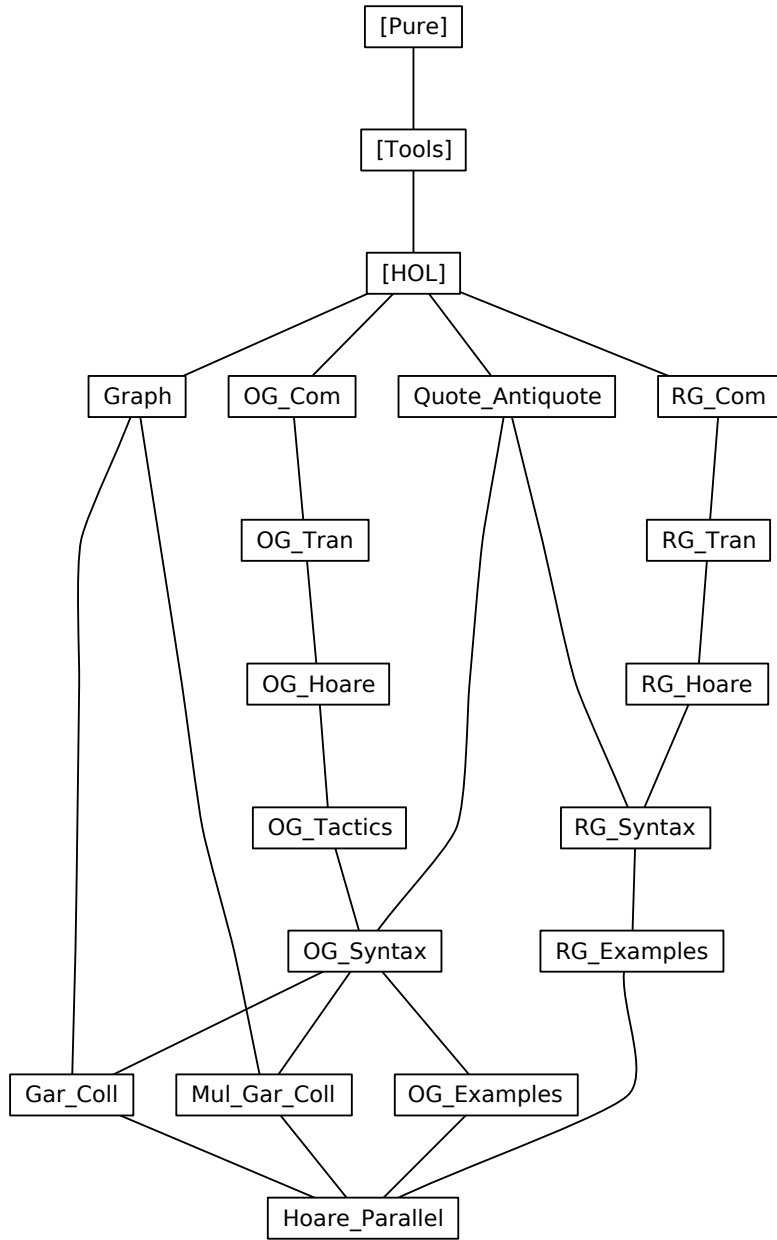 [Pure]
[Tools]
[HOL]
Graph
OG_Com
Quote_Antiquote
RG_Com
OG_Tran
RG_Tran
OG_Hoare
RG_Hoare
OG_Tactics
RG_Syntax
OG_Syntax
RG_Examples
Gar_Coll
Mul_Gar_Coll
OG_Examples
Hoare_Parallel